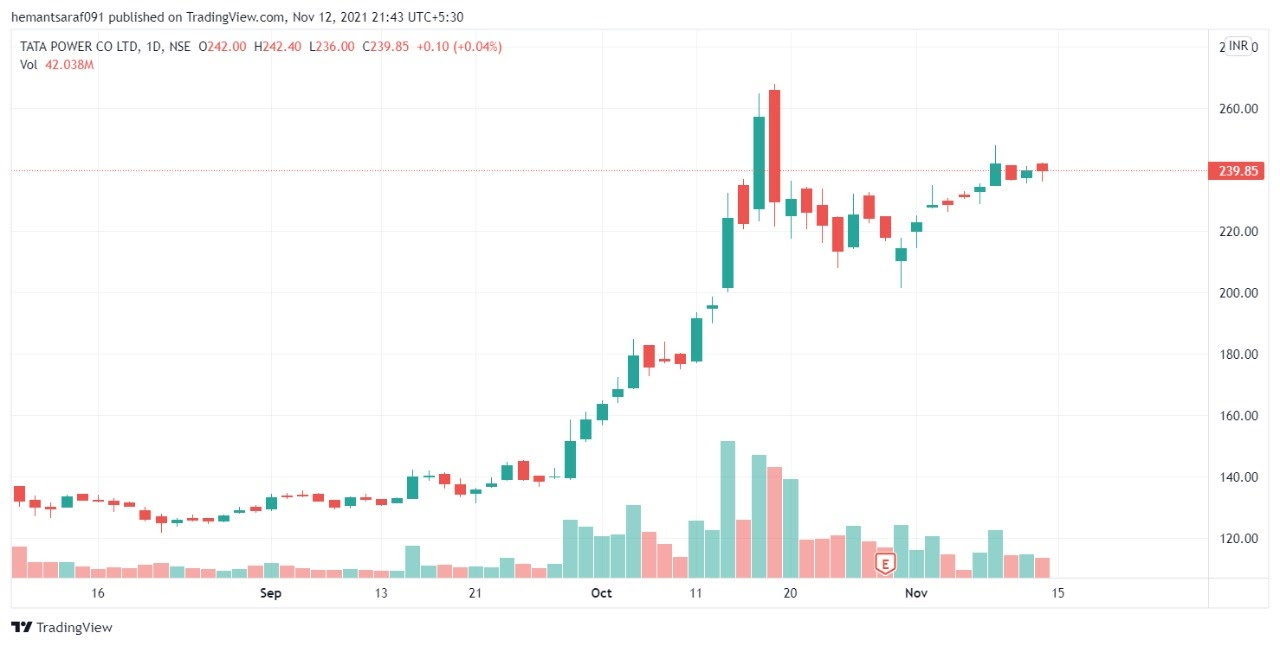 hemantsaraf091 published on TradingView.com, Nov 12, 2021 21:43 UTC+5:30
TATA POWER CO LTD, 1D, NSE O242.00 H242.40 L236.00 C239.85 +0.10 (+0.04%)
Vol 42.038M
INR
260.00
239.85
220.00
200.00
180.00
160.00
140.00
120.00
E
16 Sep 13 21 Oct 11 20 Nov 15
TradingView